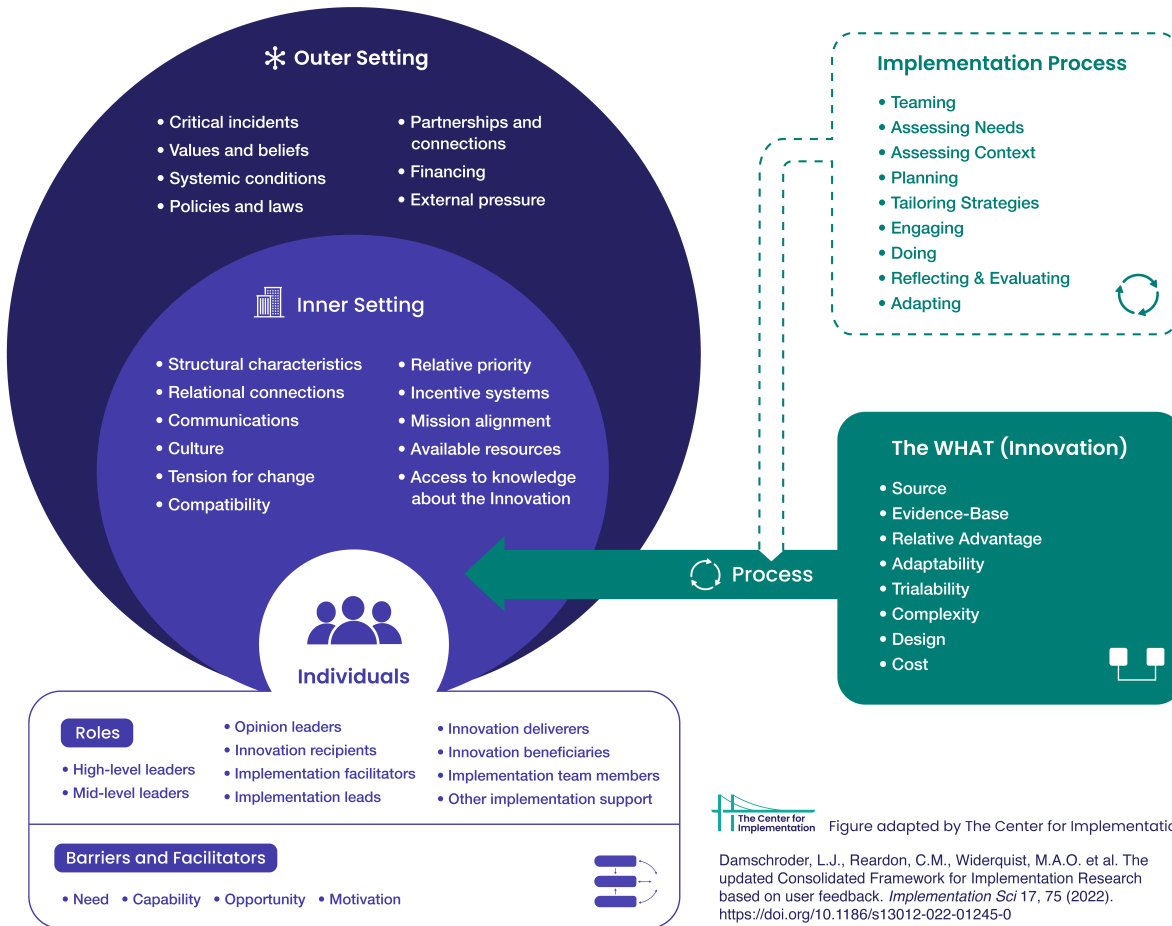 Outer Setting
• Critical incidents
• Values and beliefs
• Systemic conditions
• Policies and laws
• Partnerships and
connections
• Financing
• External pressure
Inner Setting
• Structural characteristics
• Relational connections
• Communications
• Culture
• Tension for change
• Compatibility
• Relative priority
• Incentive systems
• Mission alignment
• Available resources
• Access to knowledge
about the Innovation
Individuals
Roles
• High-level leaders
• Mid-level leaders
• Opinion leaders
• Innovation recipients
• Implementation facilitators
• Implementation leads
• Innovation deliverers
• Innovation beneficiaries
• Implementation team members
• Other implementation support
Barriers and Facilitators
• Need • Capability • Opportunity • Motivation
Implementation Process
• Teaming
• Assessing Needs
• Assessing Context
• Planning
• Tailoring Strategies
• Engaging
• Doing
• Reflecting & Evaluating
• Adapting
Process
The WHAT (Innovation)
• Source
• Evidence-Base
• Relative Advantage
• Adaptability
• Trialability
• Complexity
• Design
• Cost
The Center for
Implementation
Figure adapted by The Center for Implementatio
Damschroder, L.J., Reardon, C.M., Widerquist, M.A.O. et al. The
updated Consolidated Framework for Implementation Research
based on user feedback. Implementation Sci 17, 75 (2022).
https://doi.org/10.1186/s13012-022-01245-0